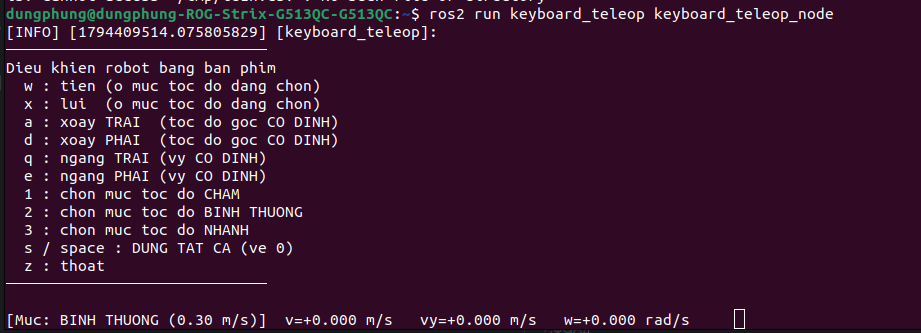 dungphung@dungphung-ROG-Strix-G513QC-G513QC:~$ ros2 run keyboard_teleop keyboard_teleop_node
[INFO] [1794409514.075805829] [keyboard_teleop]:
Dieu khien robot bang ban phim
w : tien (o muc toc do dang chon)
x : lui  (o muc toc do dang chon)
a : xoay TRAI  (toc do goc CO DINH)
d : xoay PHAI  (toc do goc CO DINH)
q : ngang TRAI (vy CO DINH)
e : ngang PHAI (vy CO DINH)
1 : chon muc toc do CHAM
2 : chon muc toc do BINH THUONG
3 : chon muc toc do NHANH
s / space : DUNG TAT CA (ve 0)
z : thoat
[Muc: BINH THUONG (0.30 m/s)]  v=+0.000 m/s   vy=+0.000 m/s   w=+0.000 rad/s